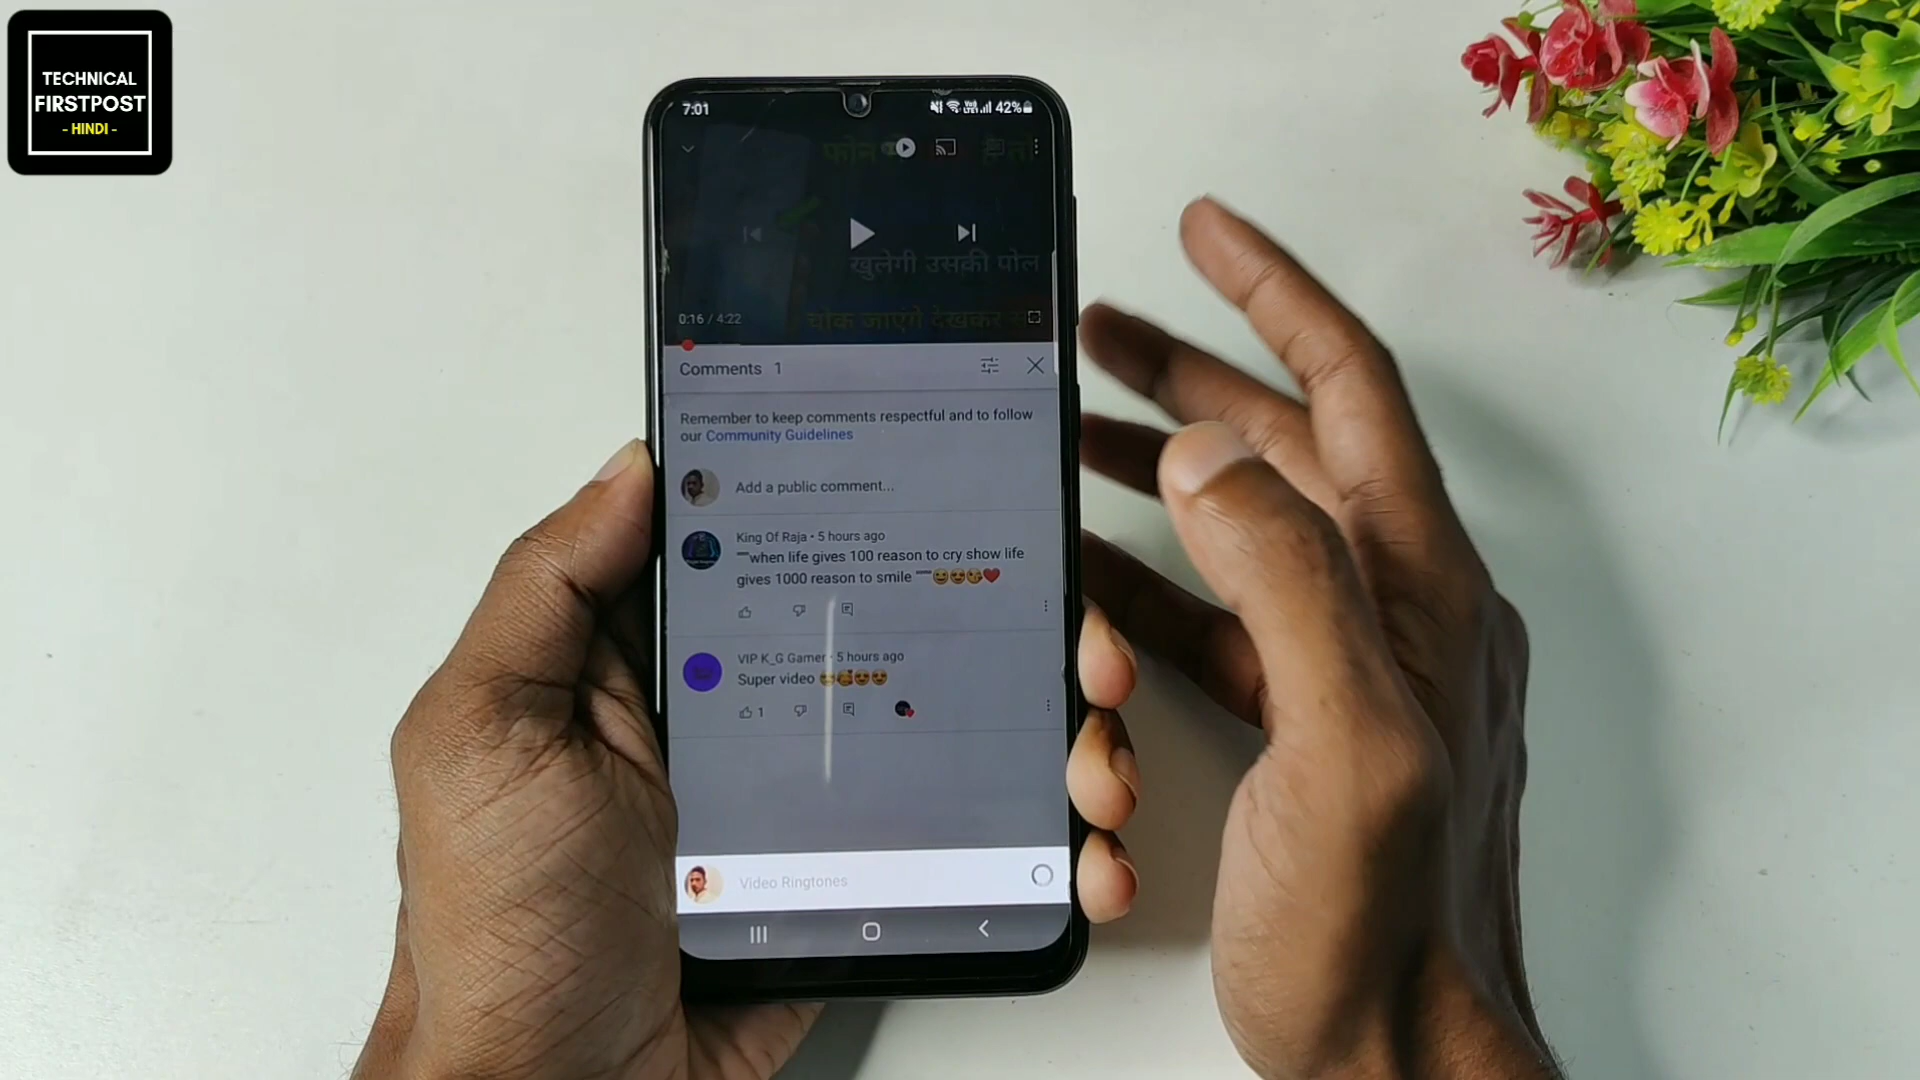 TECHNICAL
FIRSTPOST
- HINDI -
7:01
42%
फोन
खुलेगी उसकी पोल
0:16 / 4:22
चोंक जाएंगे देखकर
Comments 1
Remember to keep comments respectful and to follow
our Community Guidelines
Add a public comment...
King Of Raja • 5 hours ago
""when life gives 100 reason to cry show life
gives 1000 reason to smile ""😆😍😘❤️
VIP K_G Gamer • 5 hours ago
Super video
1
Video Ringtones